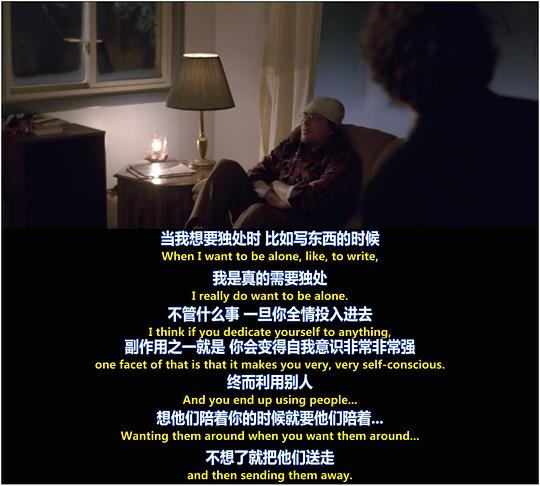 当我想要独处时 比如写东西的时候
When I want to be alone, like, to write,
我是真的需要独处
I really do want to be alone.
不管什么事 一旦你全情投入进去
I think if you dedicate yourself to anything,
副作用之一就是 你会变得自我意识非常非常强
one facet of that is that it makes you very, very self-conscious.
终而利用别人
And you end up using people...
想他们陪着你的时候就要他们陪着...
Wanting them around when you want them around...
不想了就把他们送走
and then sending them away.